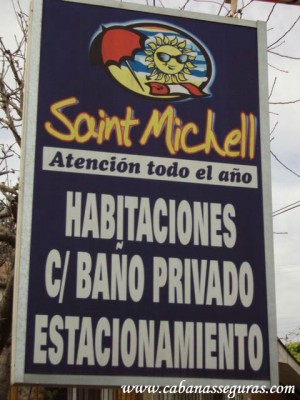 Saint Michell
Atención todo el año
HABITACIONES
C/ BAÑO PRIVADO
ESTACIONAMIENTO
www.cabanasseguras.com